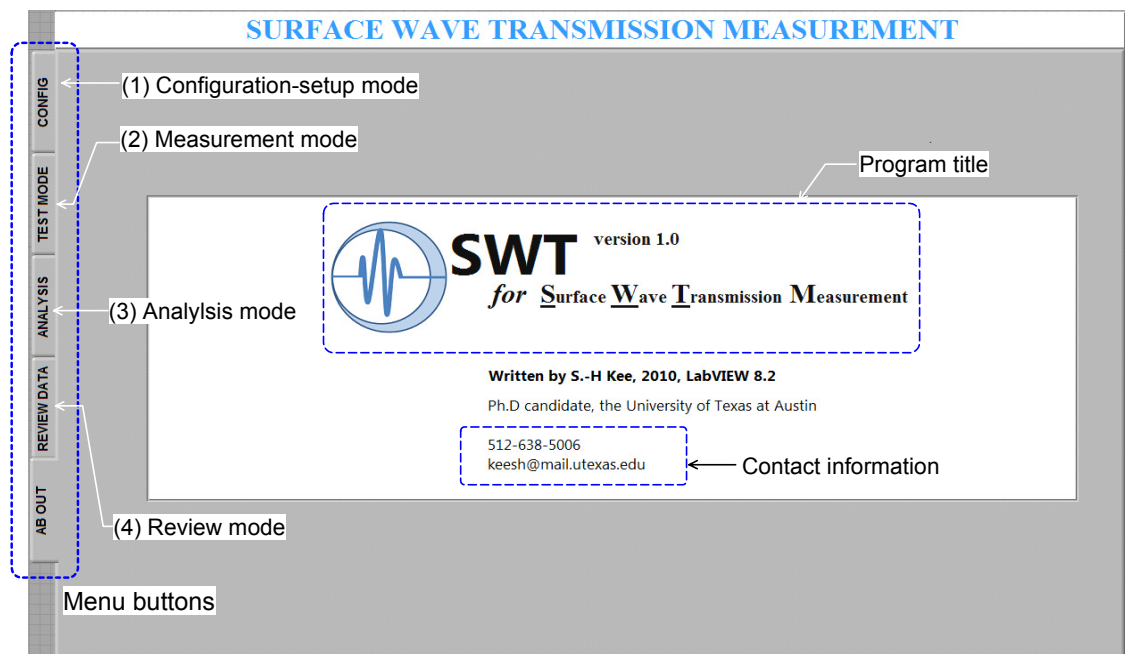 SURFACE WAVE TRANSMISSION MEASUREMENT
CONFIG
(1) Configuration-setup mode
(2) Measurement mode
Program title
TEST MODE
SWT version 1.0
for Surface Wave Transmission Measurement
ANALYSIS
(3) Analylsis mode
Written by S.-H Kee, 2010, LabVIEW 8.2
REVIEW DATA
Ph.D candidate, the University of Texas at Austin
512-638-5006
keesh@mail.utexas.edu
Contact information
AB OUT
(4) Review mode
Menu buttons